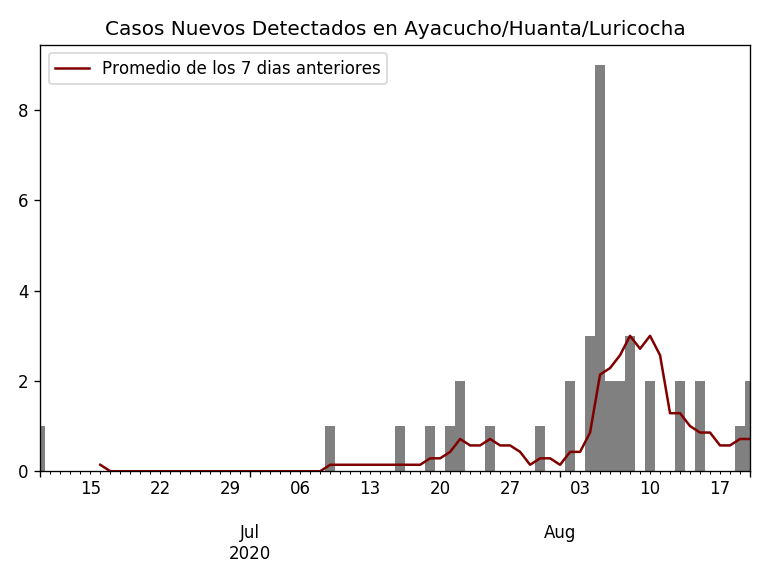 Casos Nuevos Detectados en Ayacucho/Huanta/Luricocha
Promedio de los 7 dias anteriores
8
6
4
2
0
15 22 29 06 13 20 27 03 10 17
Jul Aug
2020